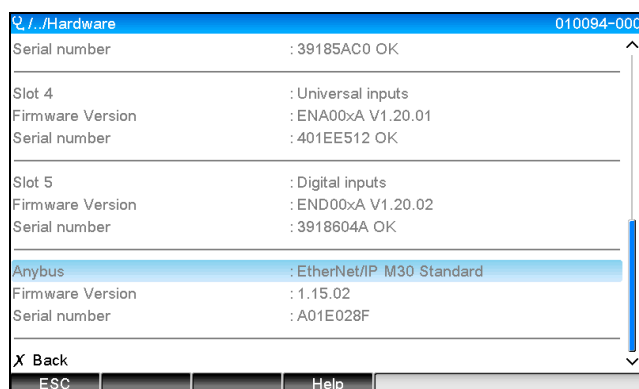 /../Hardware 010094-000
Serial number : 39185AC0 OK
Slot 4 : Universal inputs
Firmware Version : ENA00xA V1.20.01
Serial number : 401EE512 OK
Slot 5 : Digital inputs
Firmware Version : END00xA V1.20.02
Serial number : 3918604A OK
Anybus : EtherNet/IP M30 Standard
Firmware Version : 1.15.02
Serial number : A01E028F
X Back
ESC Help